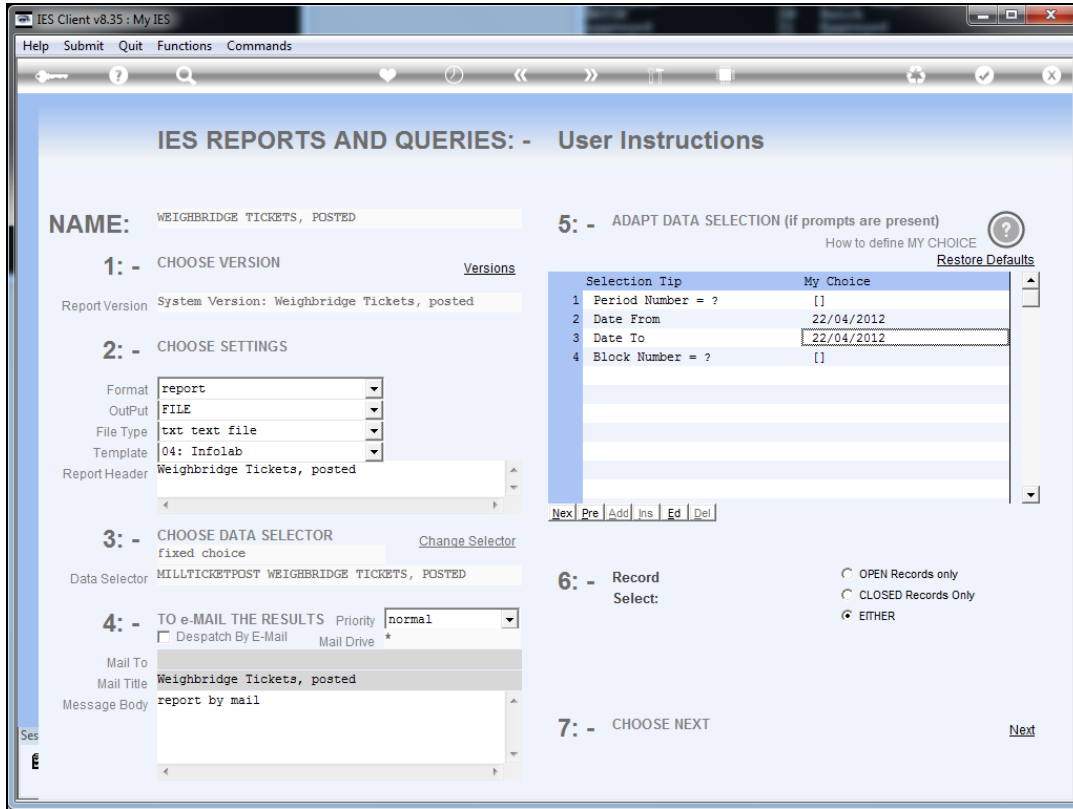 IES Client v8.35 : My IES
Help Submit Quit Functions Commands
IES REPORTS AND QUERIES: - User Instructions
NAME: WEIGHBRIDGE TICKETS, POSTED
1: - CHOOSE VERSION Versions
Report Version System Version: Weighbridge Tickets, posted
2: - CHOOSE SETTINGS
Format report
OutPut FILE
File Type txt text file
Template 04: Infolab
Report Header Weighbridge Tickets, posted
3: - CHOOSE DATA SELECTOR
fixed choice Change Selector
Data Selector MILLTICKETPOST WEIGHBRIDGE TICKETS, POSTED
4: - TO e-MAIL THE RESULTS Priority normal
Despatch By E-Mail Mail Drive *
Mail To
Mail Title Weighbridge Tickets, posted
Message Body report by mail
5: - ADAPT DATA SELECTION (if prompts are present)
How to define MY CHOICE ?
Restore Defaults
Selection Tip My Choice
1 Period Number = ? []
2 Date From 22/04/2012
3 Date To 22/04/2012
4 Block Number = ? []
Nex Pre Add Ins Ed Del
6: - Record Select:
OPEN Records only
CLOSED Records Only
EITHER
7: - CHOOSE NEXT Next
Ses